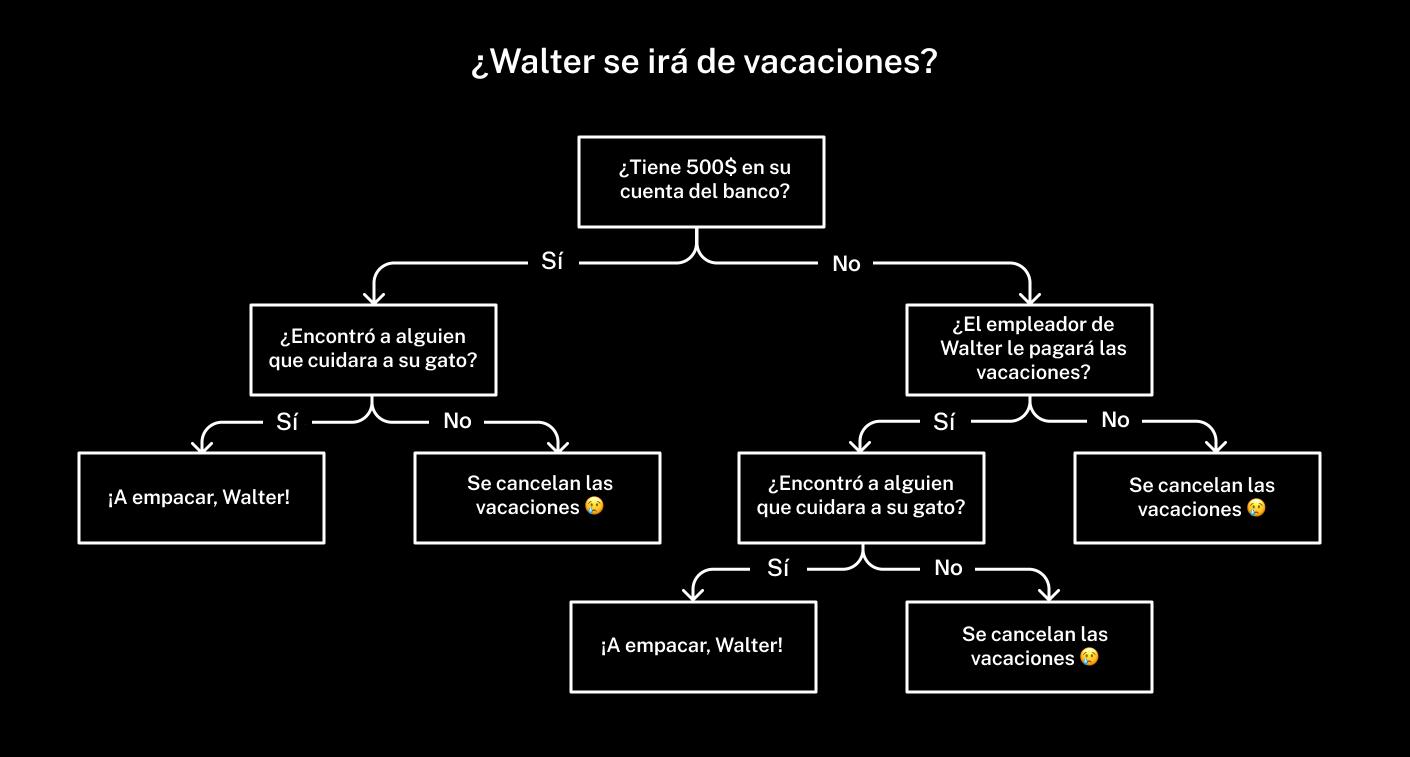 ¿Walter se irá de vacaciones?
¿Tiene 500$ en su
cuenta del banco?
Sí
No
¿Encontró a alguien
que cuidara a su gato?
¿El empleador de
Walter le pagará las
vacaciones?
Sí
No
Sí
No
¡A empacar, Walter!
Se cancelan las
vacaciones 😢
¿Encontró a alguien
que cuidara a su gato?
Se cancelan las
vacaciones 😢
Sí
No
¡A empacar, Walter!
Se cancelan las
vacaciones 😢